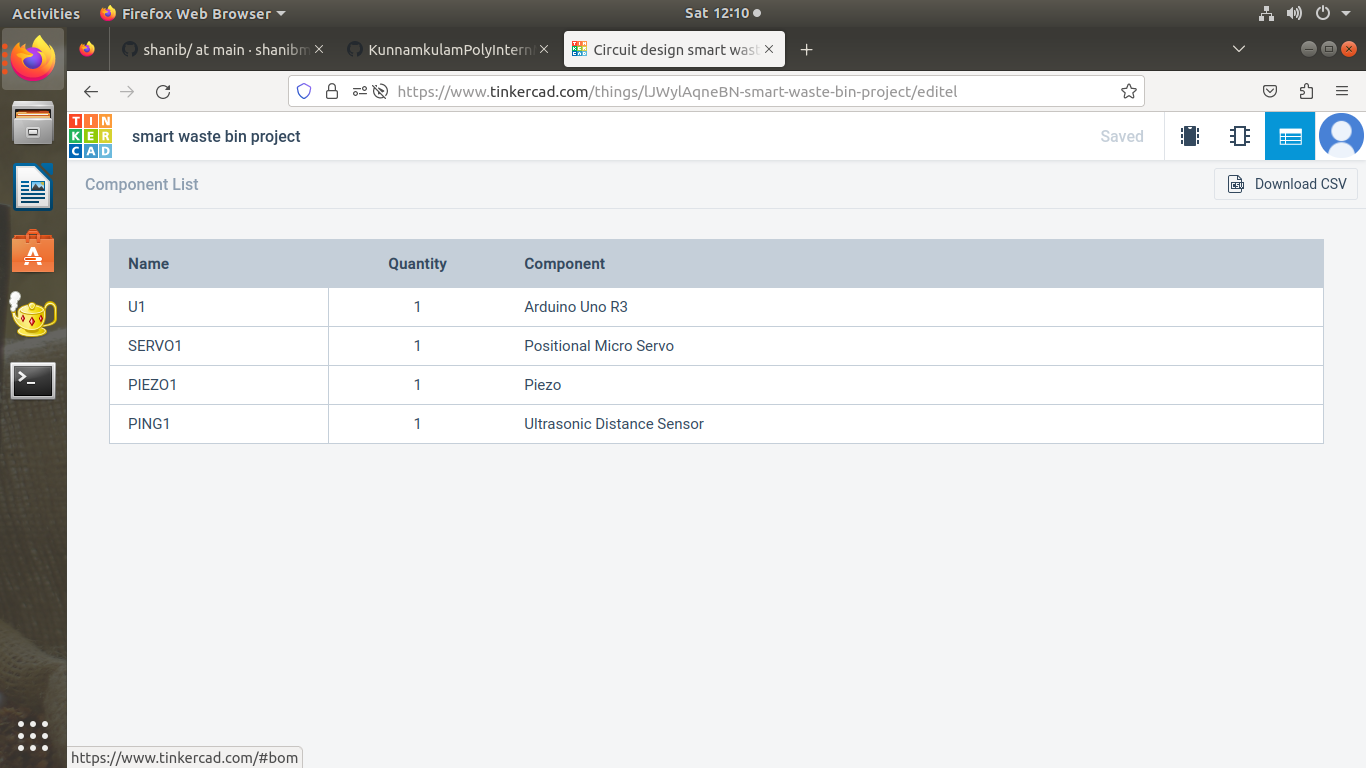 Activities Firefox Web Browser Sat 12:10
shanib/ at main · shanibm KunnamkulamPolyIntern Circuit design smart wast
https://www.tinkercad.com/things/lJWylAqneBN-smart-waste-bin-project/editel
TIN
KER
CAD
smart waste bin project Saved
Component List Download CSV
Name Quantity Component
U1 1 Arduino Uno R3
SERVO1 1 Positional Micro Servo
PIEZO1 1 Piezo
PING1 1 Ultrasonic Distance Sensor
https://www.tinkercad.com/#bom